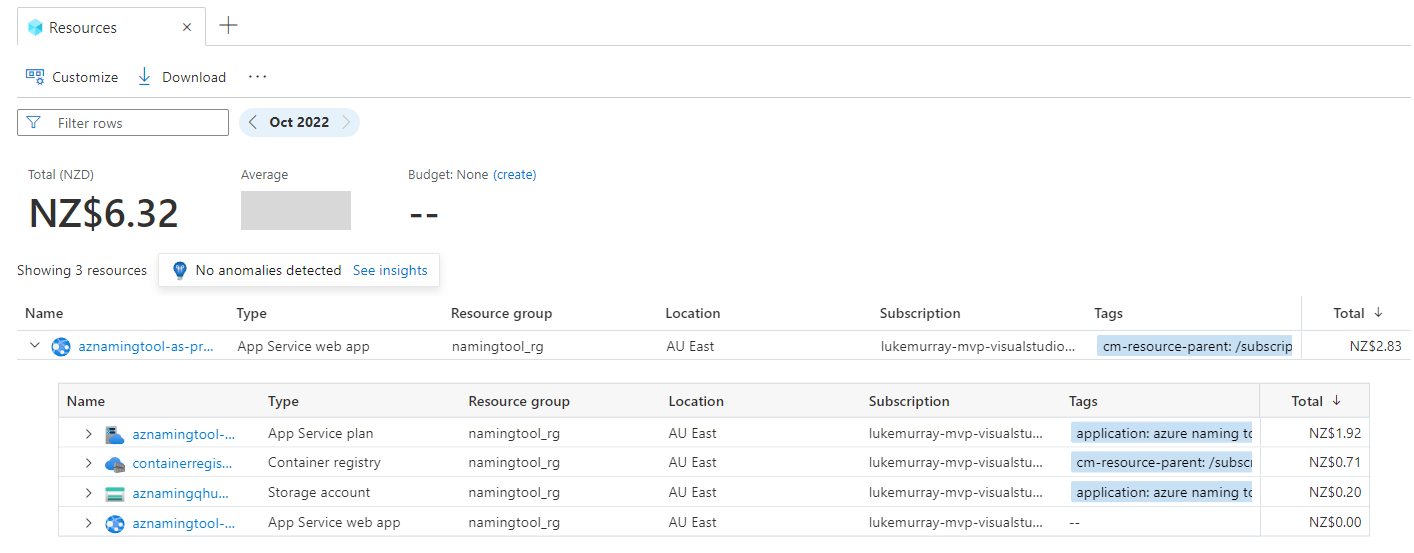 Resources
Customize Download ···
Filter rows Oct 2022
Total (NZD) Average Budget: None (create)
NZ$6.32 --
Showing 3 resources No anomalies detected See insights
Name Type Resource group Location Subscription Tags Total ↓
aznamingtool-as-pr... App Service web app namingtool_rg AU East lukemurray-mvp-visualstudio... cm-resource-parent: /subscrip NZ$2.83
Name Type Resource group Location Subscription Tags Total ↓
aznamingtool-... App Service plan namingtool_rg AU East lukemurray-mvp-visualstu... application: azure naming to NZ$1.92
containerregis... Container registry namingtool_rg AU East lukemurray-mvp-visualstu... cm-resource-parent: /subscr NZ$0.71
aznamingqhu... Storage account namingtool_rg AU East lukemurray-mvp-visualstu... application: azure naming to NZ$0.20
aznamingtool-... App Service web app namingtool_rg AU East lukemurray-mvp-visualstu... -- NZ$0.00